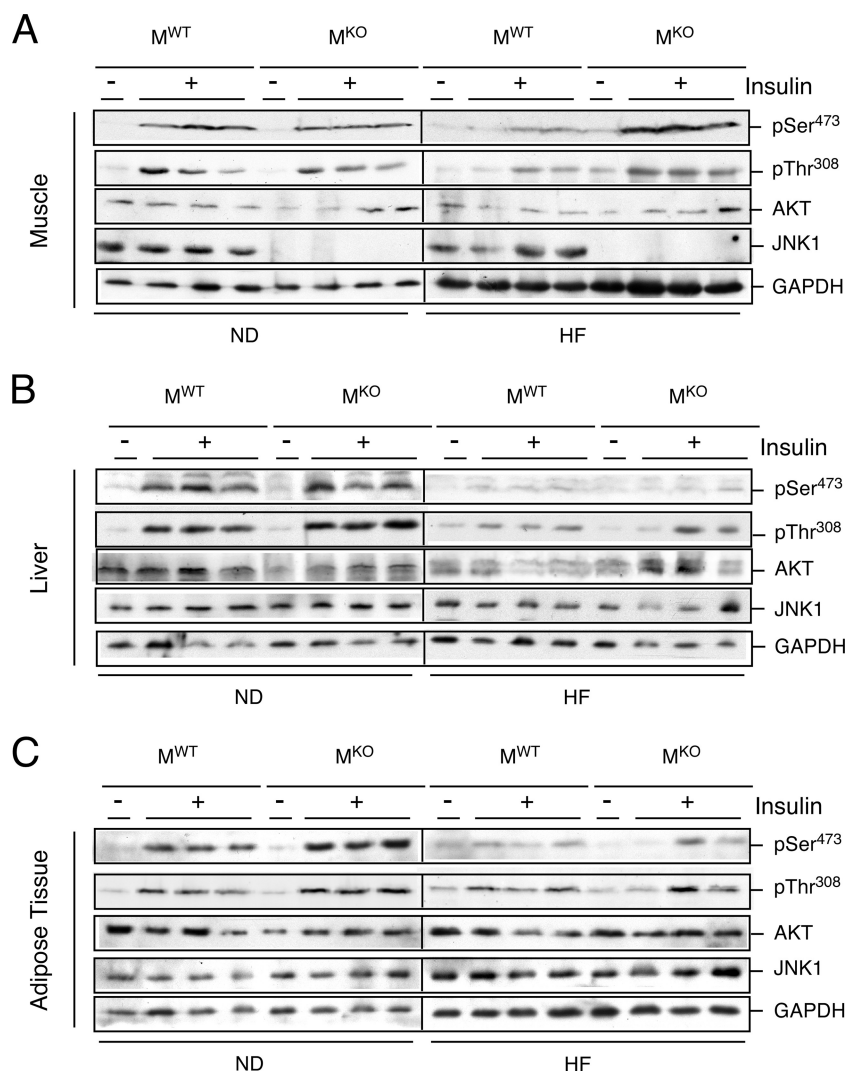 A
M^WT M^KO M^WT M^KO
- + - + - + - + Insulin
Muscle
pSer^473
pThr^308
AKT
JNK1
GAPDH
ND HF
B
M^WT M^KO M^WT M^KO
- + - + - + - + Insulin
Liver
pSer^473
pThr^308
AKT
JNK1
GAPDH
ND HF
C
M^WT M^KO M^WT M^KO
- + - + - + - + Insulin
Adipose Tissue
pSer^473
pThr^308
AKT
JNK1
GAPDH
ND HF